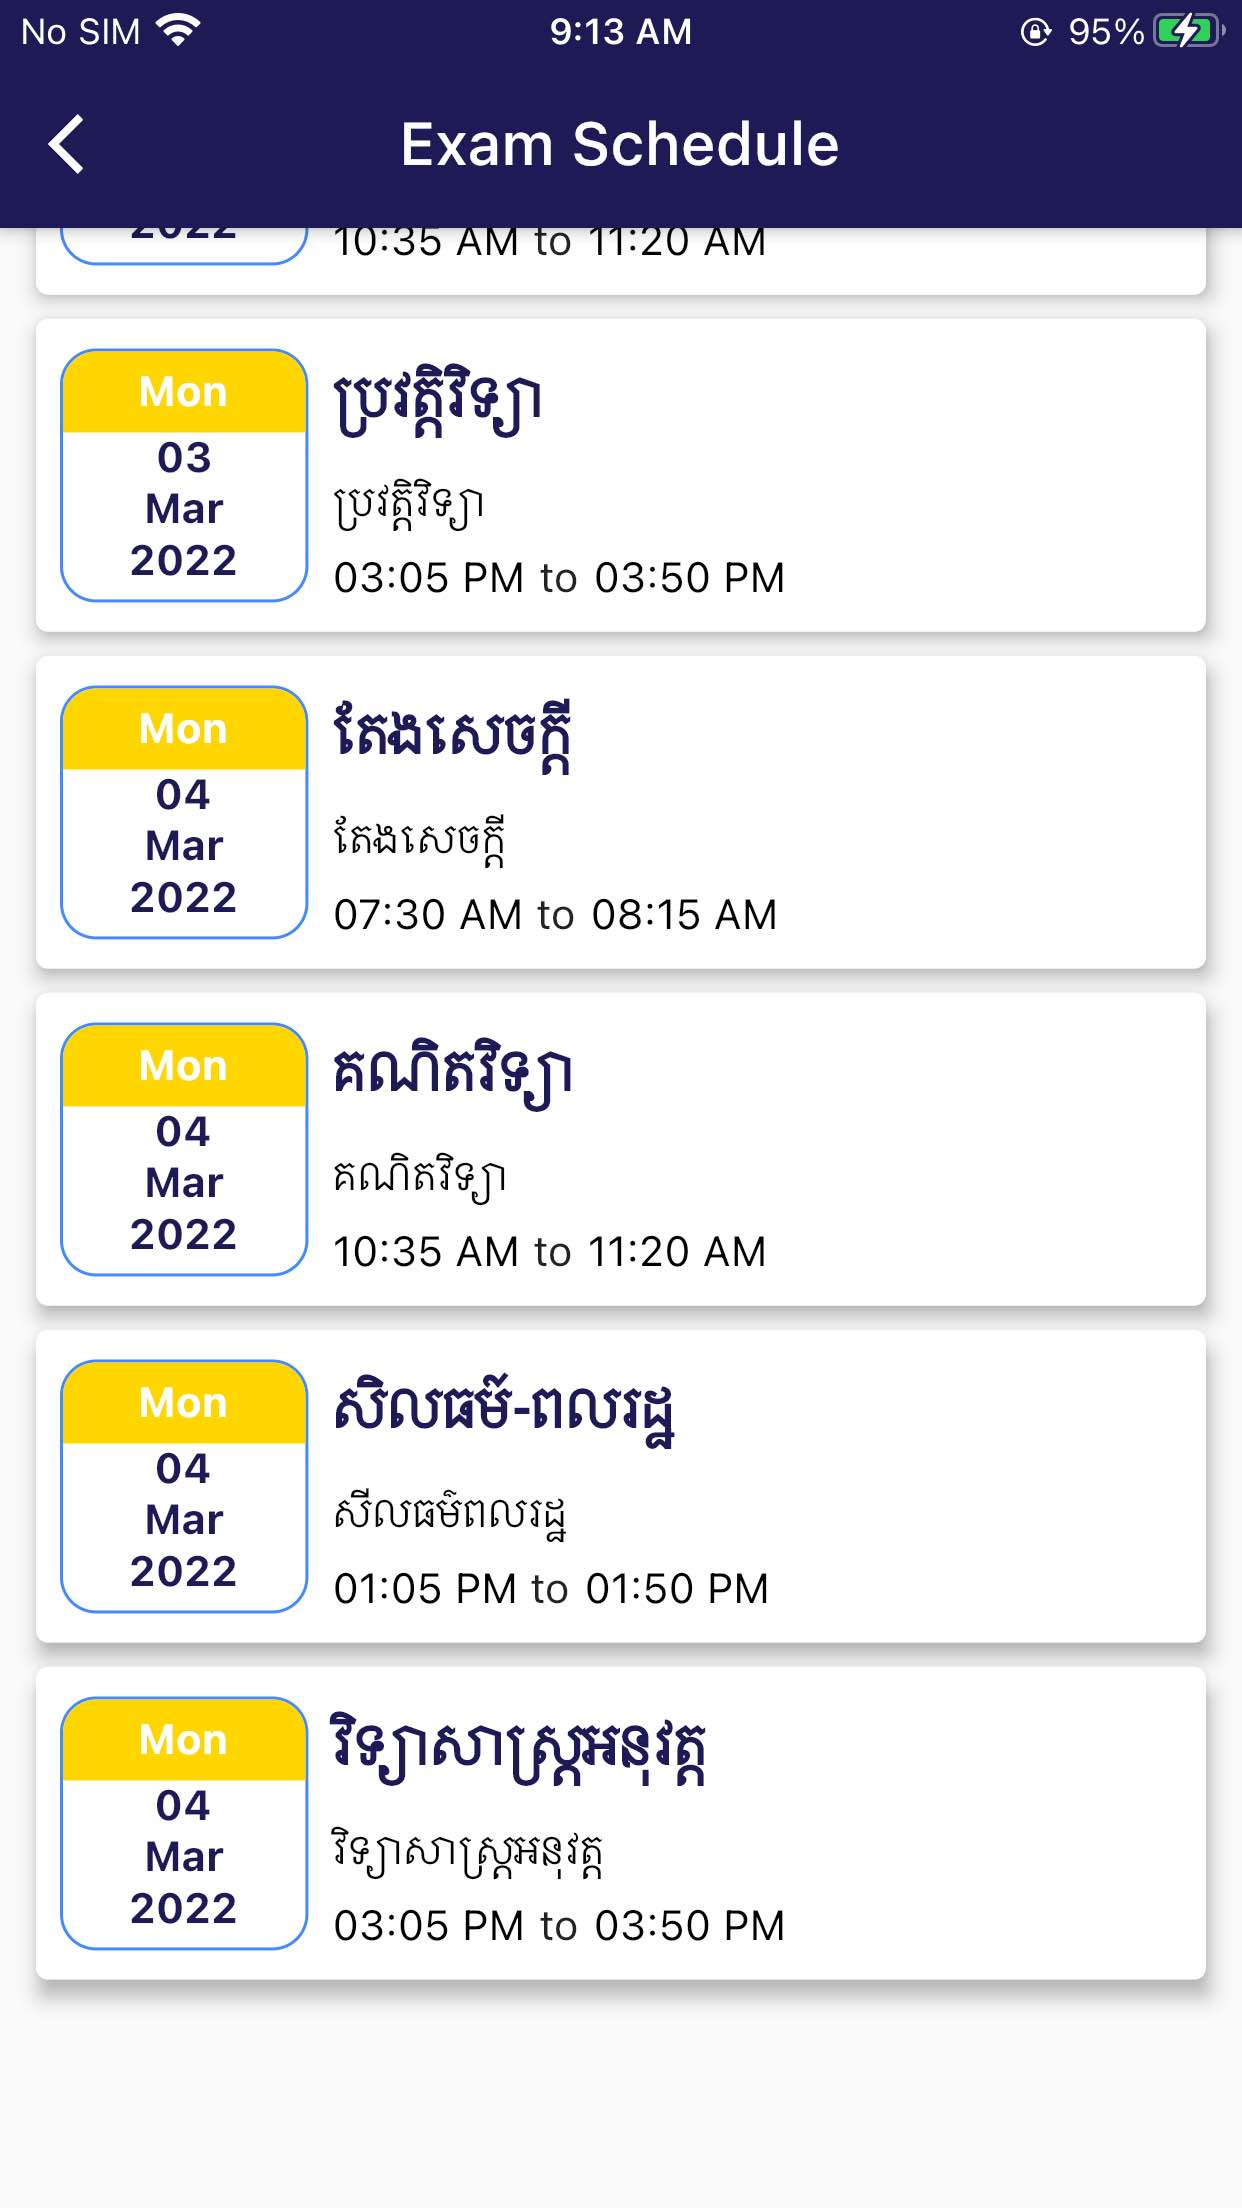 No SIM 9:13 AM 95%
Exam Schedule
2022
10:35 AM to 11:20 AM
Mon
03
Mar
2022
ប្រវត្តិវិទ្យា
ប្រវត្តិវិទ្យា
03:05 PM to 03:50 PM
Mon
04
Mar
2022
តែងសេចក្តី
តែងសេចក្តី
07:30 AM to 08:15 AM
Mon
04
Mar
2022
គណិតវិទ្យា
គណិតវិទ្យា
10:35 AM to 11:20 AM
Mon
04
Mar
2022
សិលធម៌-ពលរដ្ឋ
សីលធម៌ពលរដ្ឋ
01:05 PM to 01:50 PM
Mon
04
Mar
2022
វិទ្យាសាស្ត្រអនុវត្ត
វិទ្យាសាស្ត្រអនុវត្ត
03:05 PM to 03:50 PM